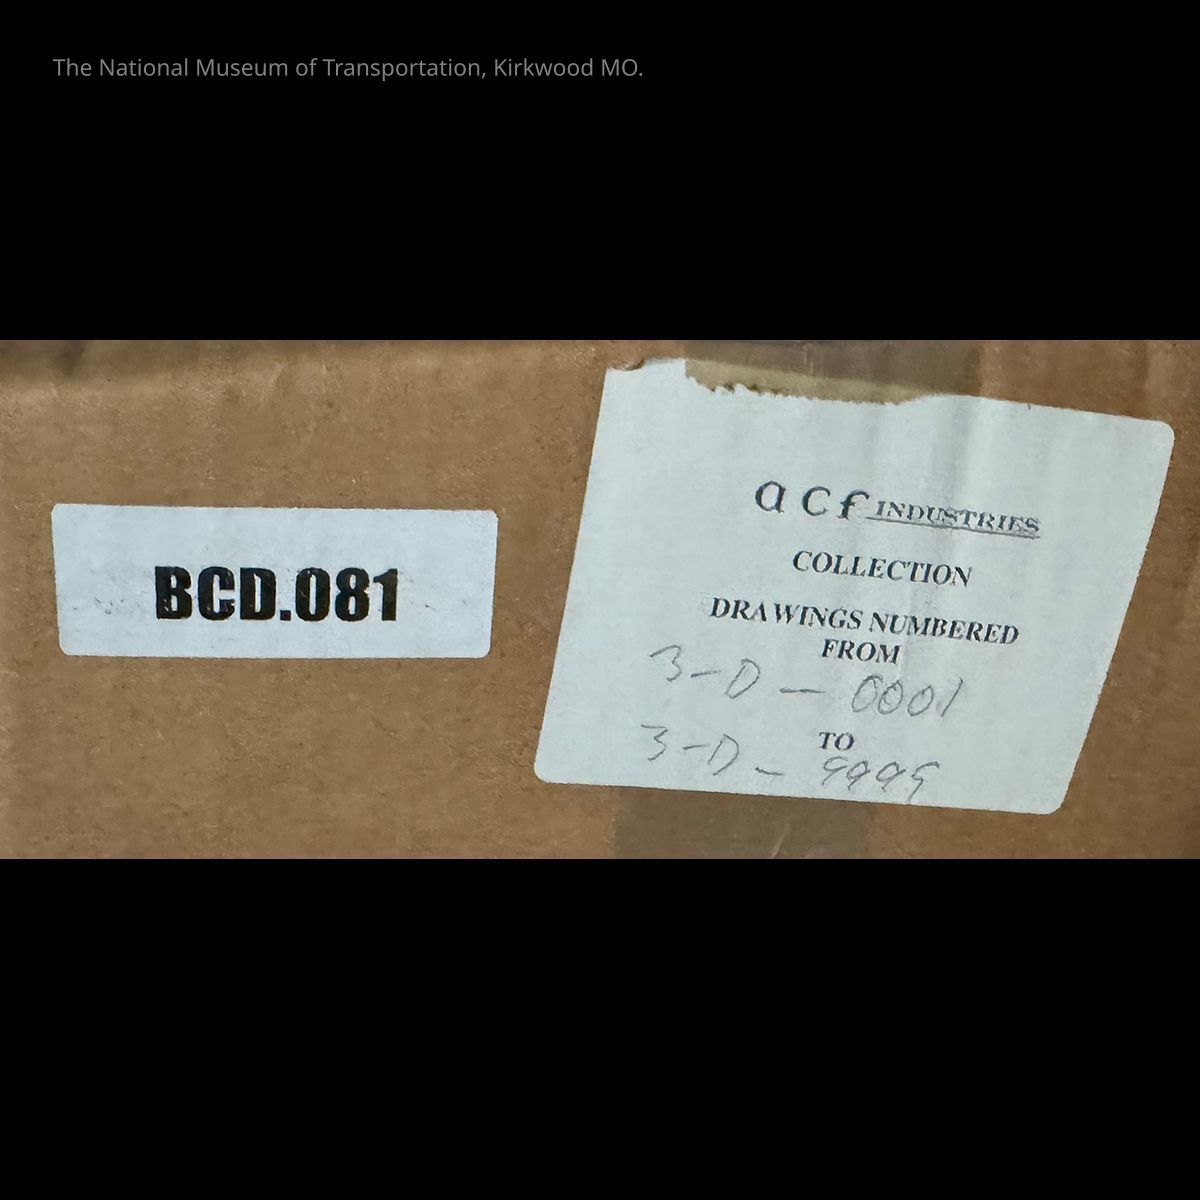 The National Museum of Transportation, Kirkwood MO.
BCD.081
acf INDUSTRIES
COLLECTION
DRAWINGS NUMBERED
FROM
3-D - 0001
TO
3-D - 9999